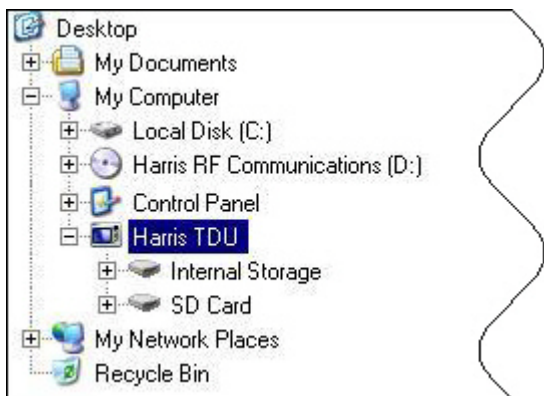 Desktop
My Documents
My Computer
Local Disk (C:)
Harris RF Communications (D:)
Control Panel
Harris TDU
Internal Storage
SD Card
My Network Places
Recycle Bin